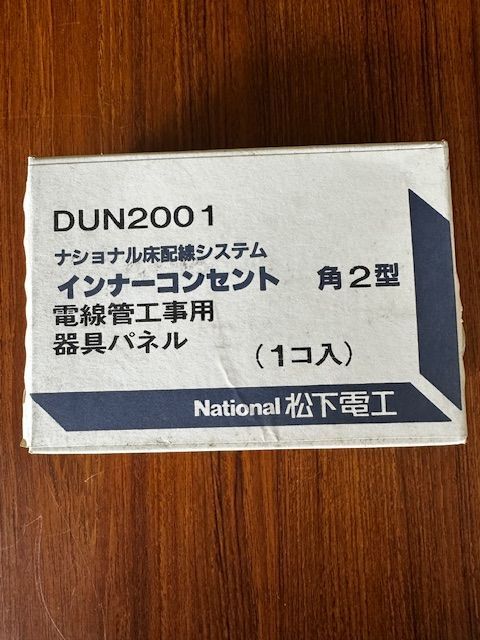 DUN2001
ナショナル床配線システム
インナーコンセント 角2型
電線管工事用
器具パネル
(1コ入)
National 松下電工